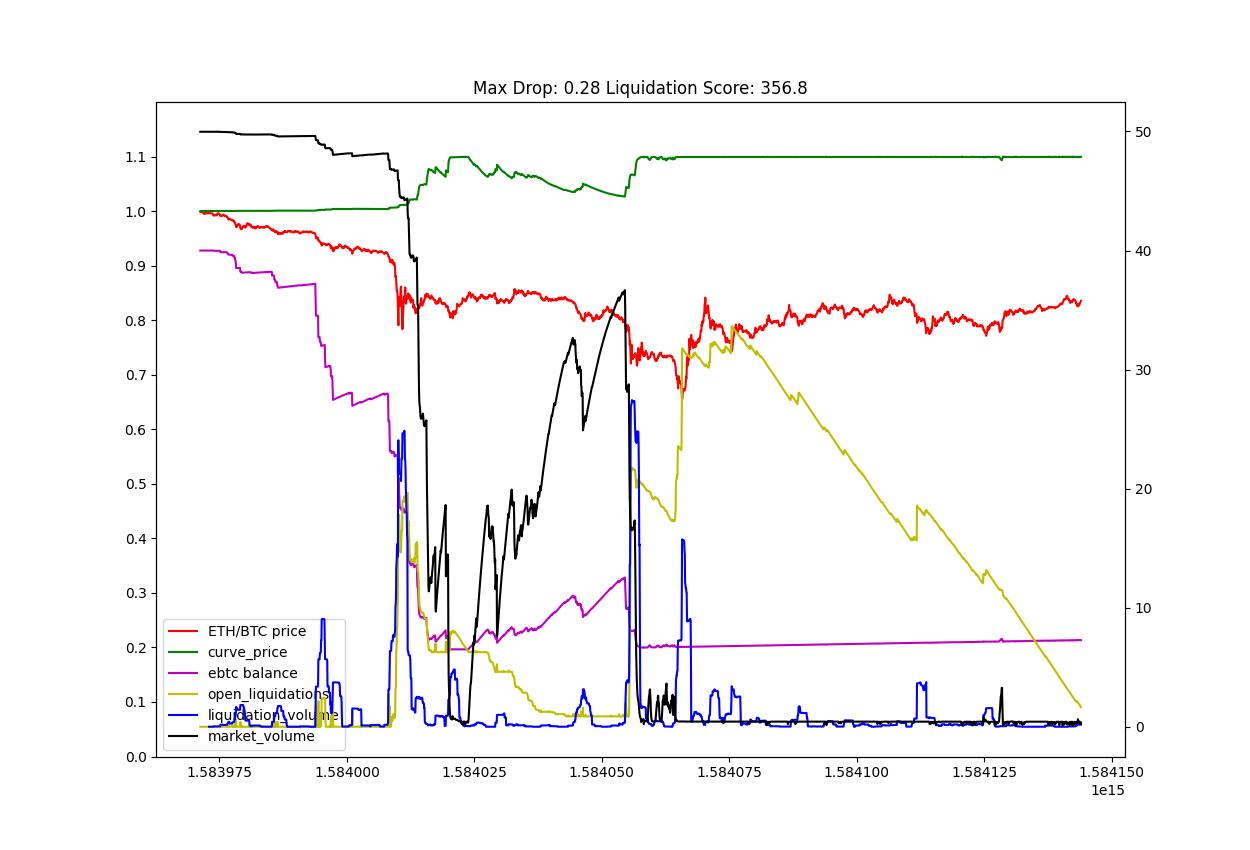 Max Drop: 0.28 Liquidation Score: 356.8
1.1
1.0
0.9
0.8
0.7
0.6
0.5
0.4
0.3
0.2
0.1
0.0
50
40
30
20
10
0
ETH/BTC price
curve_price
ebtc balance
open_liquidations
liquidation_volume
market_volume
1.583975 1.584000 1.584025 1.584050 1.584075 1.584100 1.584125 1.584150
1e15